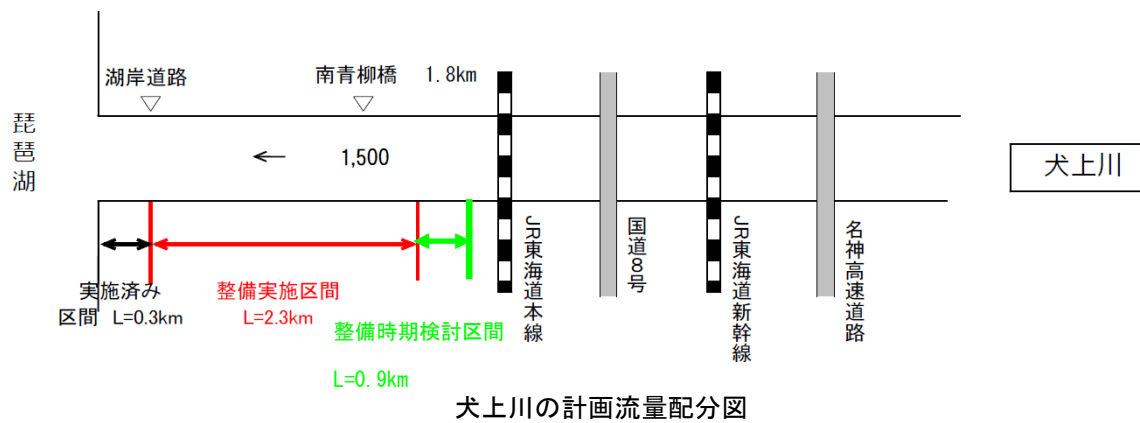 湖岸道路
南青柳橋 1.8km
琵琶湖
← 1,500
犬上川
実施済み
区間 L=0.3km
整備実施区間
L=2.3km
整備時期検討区間
L=0.9km
JR東海道本線
国道8号
JR東海道新幹線
名神高速道路
犬上川の計画流量配分図